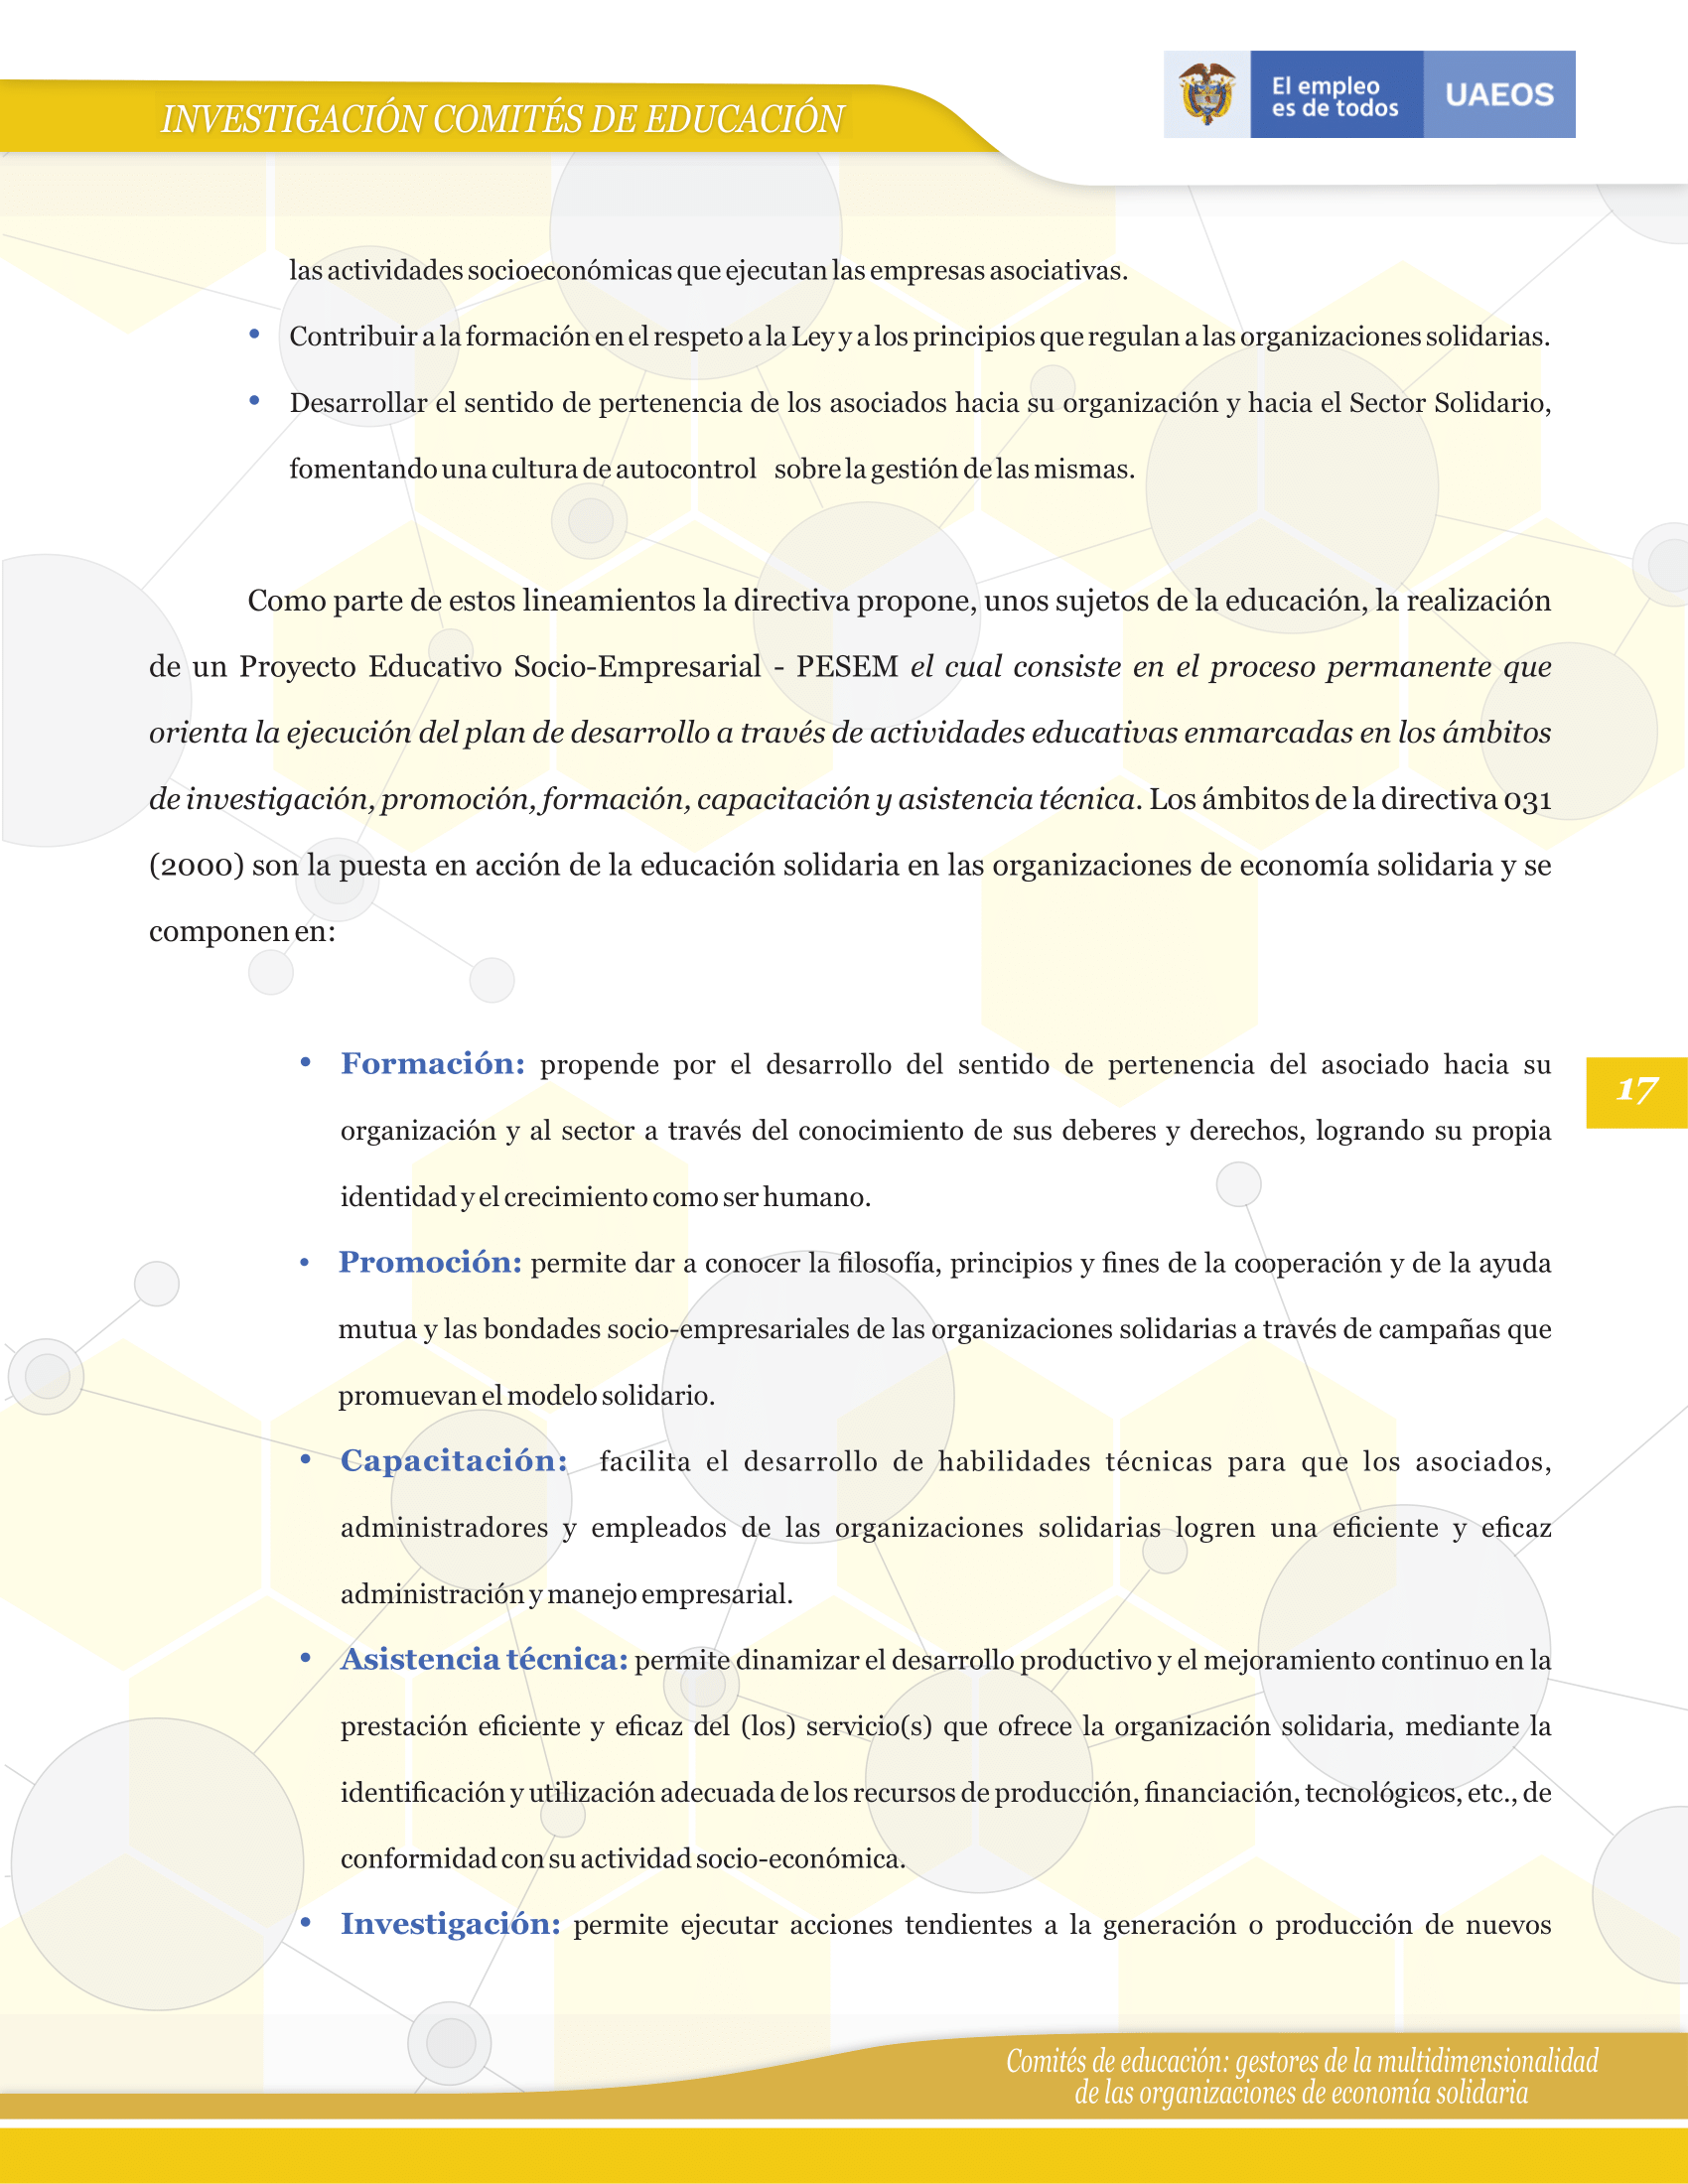 INVESTIGACIÓN COMITÉS DE EDUCACIÓN
El empleo
es de todos
UAEOS
las actividades socioeconómicas que ejecutan las empresas asociativas.
• Contribuir a la formación en el respeto a la Ley y a los principios que regulan a las organizaciones solidarias.
• Desarrollar el sentido de pertenencia de los asociados hacia su organización y hacia el Sector Solidario,
fomentando una cultura de autocontrol sobre la gestión de las mismas.
Como parte de estos lineamientos la directiva propone, unos sujetos de la educación, la realización
de un Proyecto Educativo Socio-Empresarial - PESEM el cual consiste en el proceso permanente que
orienta la ejecución del plan de desarrollo a través de actividades educativas enmarcadas en los ámbitos
de investigación, promoción, formación, capacitación y asistencia técnica. Los ámbitos de la directiva 031
(2000) son la puesta en acción de la educación solidaria en las organizaciones de economía solidaria y se
componen en:
• Formación: propende por el desarrollo del sentido de pertenencia del asociado hacia su
organización y al sector a través del conocimiento de sus deberes y derechos, logrando su propia
identidad y el crecimiento como ser humano.
17
• Promoción: permite dar a conocer la filosofía, principios y fines de la cooperación y de la ayuda
mutua y las bondades socio-empresariales de las organizaciones solidarias a través de campañas que
promuevan el modelo solidario.
• Capacitación: facilita el desarrollo de habilidades técnicas para que los asociados,
administradores y empleados de las organizaciones solidarias logren una eficiente y eficaz
administración y manejo empresarial.
• Asistencia técnica: permite dinamizar el desarrollo productivo y el mejoramiento continuo en la
prestación eficiente y eficaz del (los) servicio(s) que ofrece la organización solidaria, mediante la
identificación y utilización adecuada de los recursos de producción, financiación, tecnológicos, etc., de
conformidad con su actividad socio-económica.
• Investigación: permite ejecutar acciones tendientes a la generación o producción de nuevos
Comités de educación: gestores de la multidimensionalidad
de las organizaciones de economía solidaria